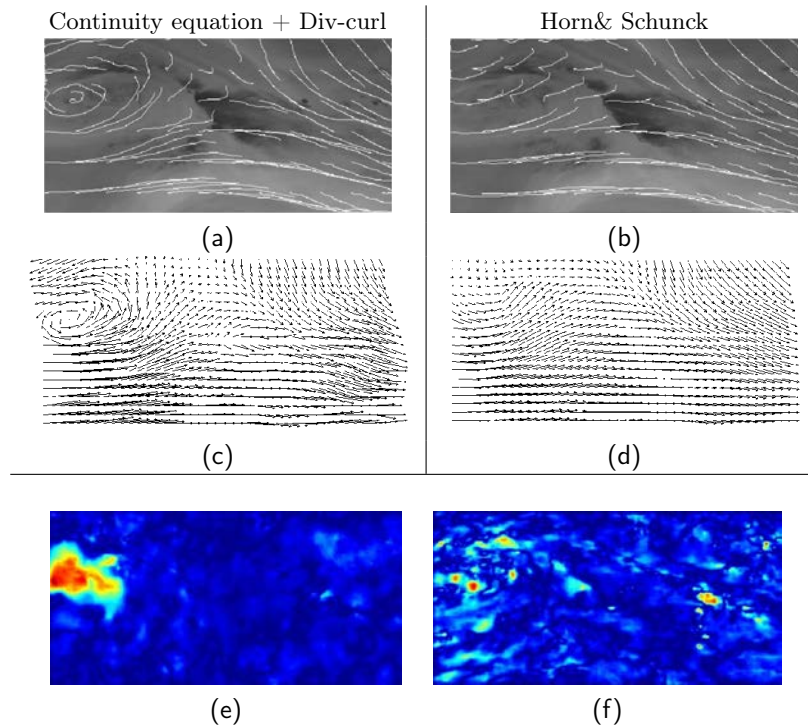 Continuity equation + Div-curl
Horn& Schunck
(a)
(b)
(c)
(d)
(e)
(f)